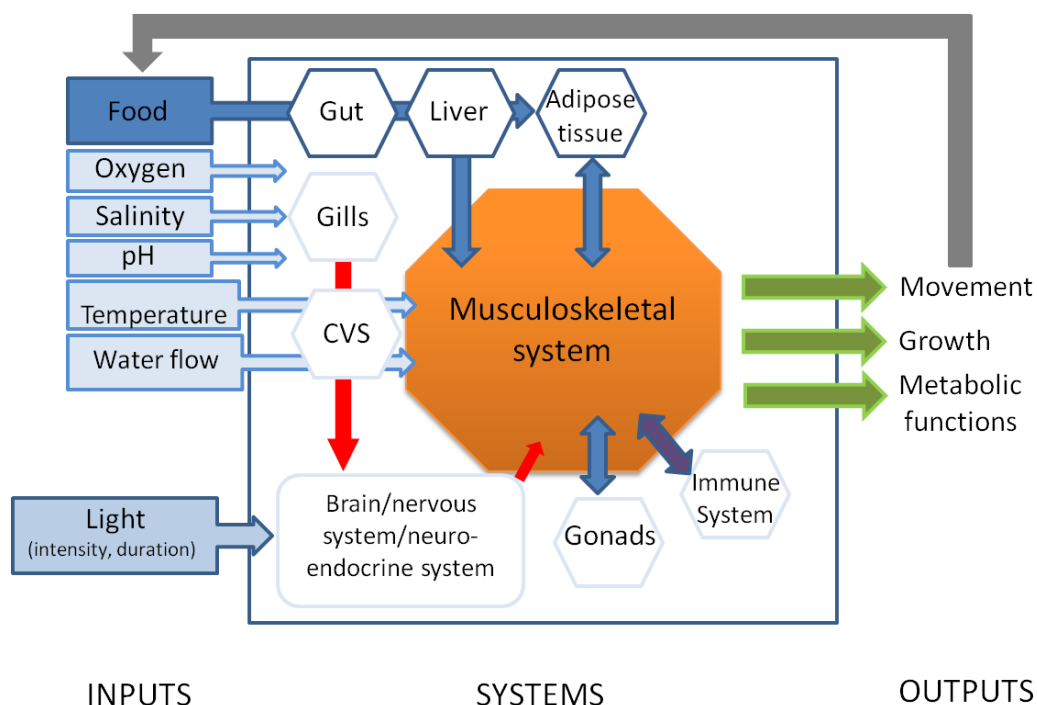 Food
Gut
Liver
Adipose
tissue
Oxygen
Salinity
Gills
pH
Temperature
CVS
Water flow
Musculoskeletal
system
Movement
Growth
Metabolic
functions
Light
(intensity, duration)
Brain/nervous
system/neuro-
endocrine system
Gonads
Immune
System
INPUTS
SYSTEMS
OUTPUTS